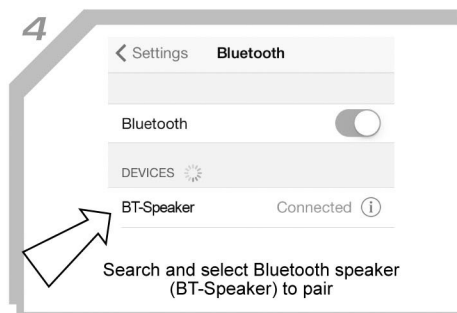 4
Settings Bluetooth
Bluetooth
DEVICES
BT-Speaker Connected i
Search and select Bluetooth speaker
(BT-Speaker) to pair